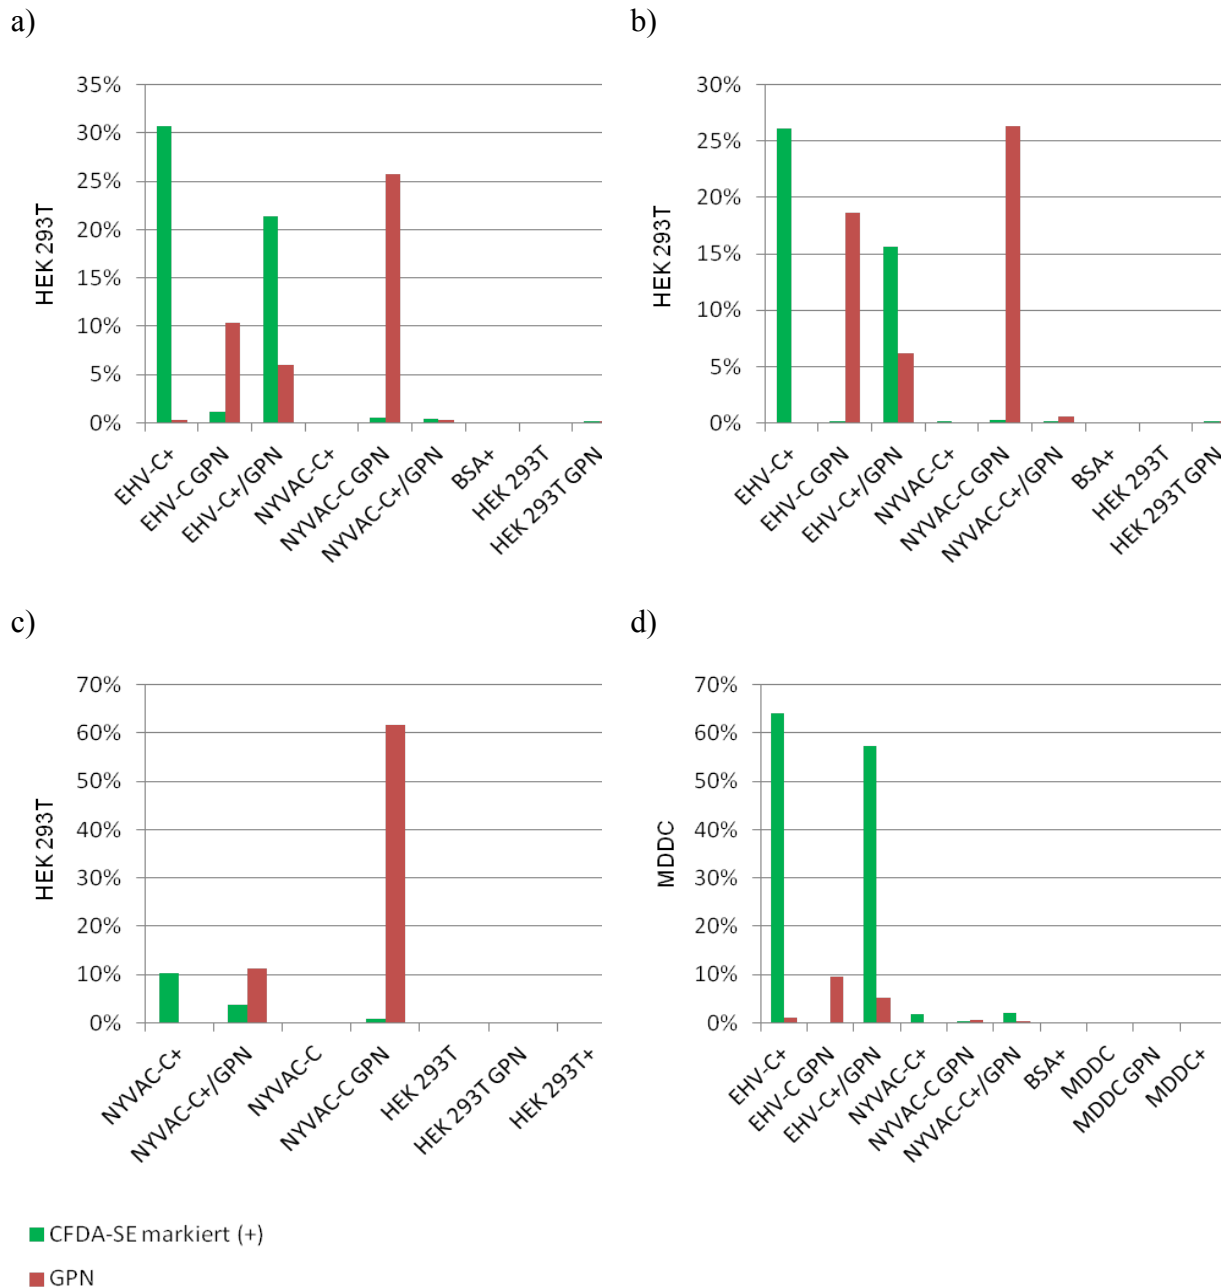 a)
35%
30%
25%
20%
15%
10%
5%
0%
HEK 293T
EHV-C+
EHV-C GPN
EHV-C+/GPN
NYVAC-C+
NYVAC-C GPN
NYVAC-C+/GPN
BSA+
HEK 293T
HEK 293T GPN
b)
30%
25%
20%
15%
10%
5%
0%
HEK 293T
EHV-C+
EHV-C GPN
EHV-C+/GPN
NYVAC-C+
NYVAC-C GPN
NYVAC-C+/GPN
BSA+
HEK 293T
HEK 293T GPN
c)
70%
60%
50%
40%
30%
20%
10%
0%
HEK 293T
NYVAC-C+
NYVAC-C+/GPN
NYVAC-C
NYVAC-C GPN
HEK 293T
HEK 293T GPN
HEK 293T+
d)
70%
60%
50%
40%
30%
20%
10%
0%
MDDC
EHV-C+
EHV-C GPN
EHV-C+/GPN
NYVAC-C+
NYVAC-C GPN
NYVAC-C+/GPN
BSA+
MDDC
MDDC GPN
MDDC+
CFDA-SE markiert (+)
GPN